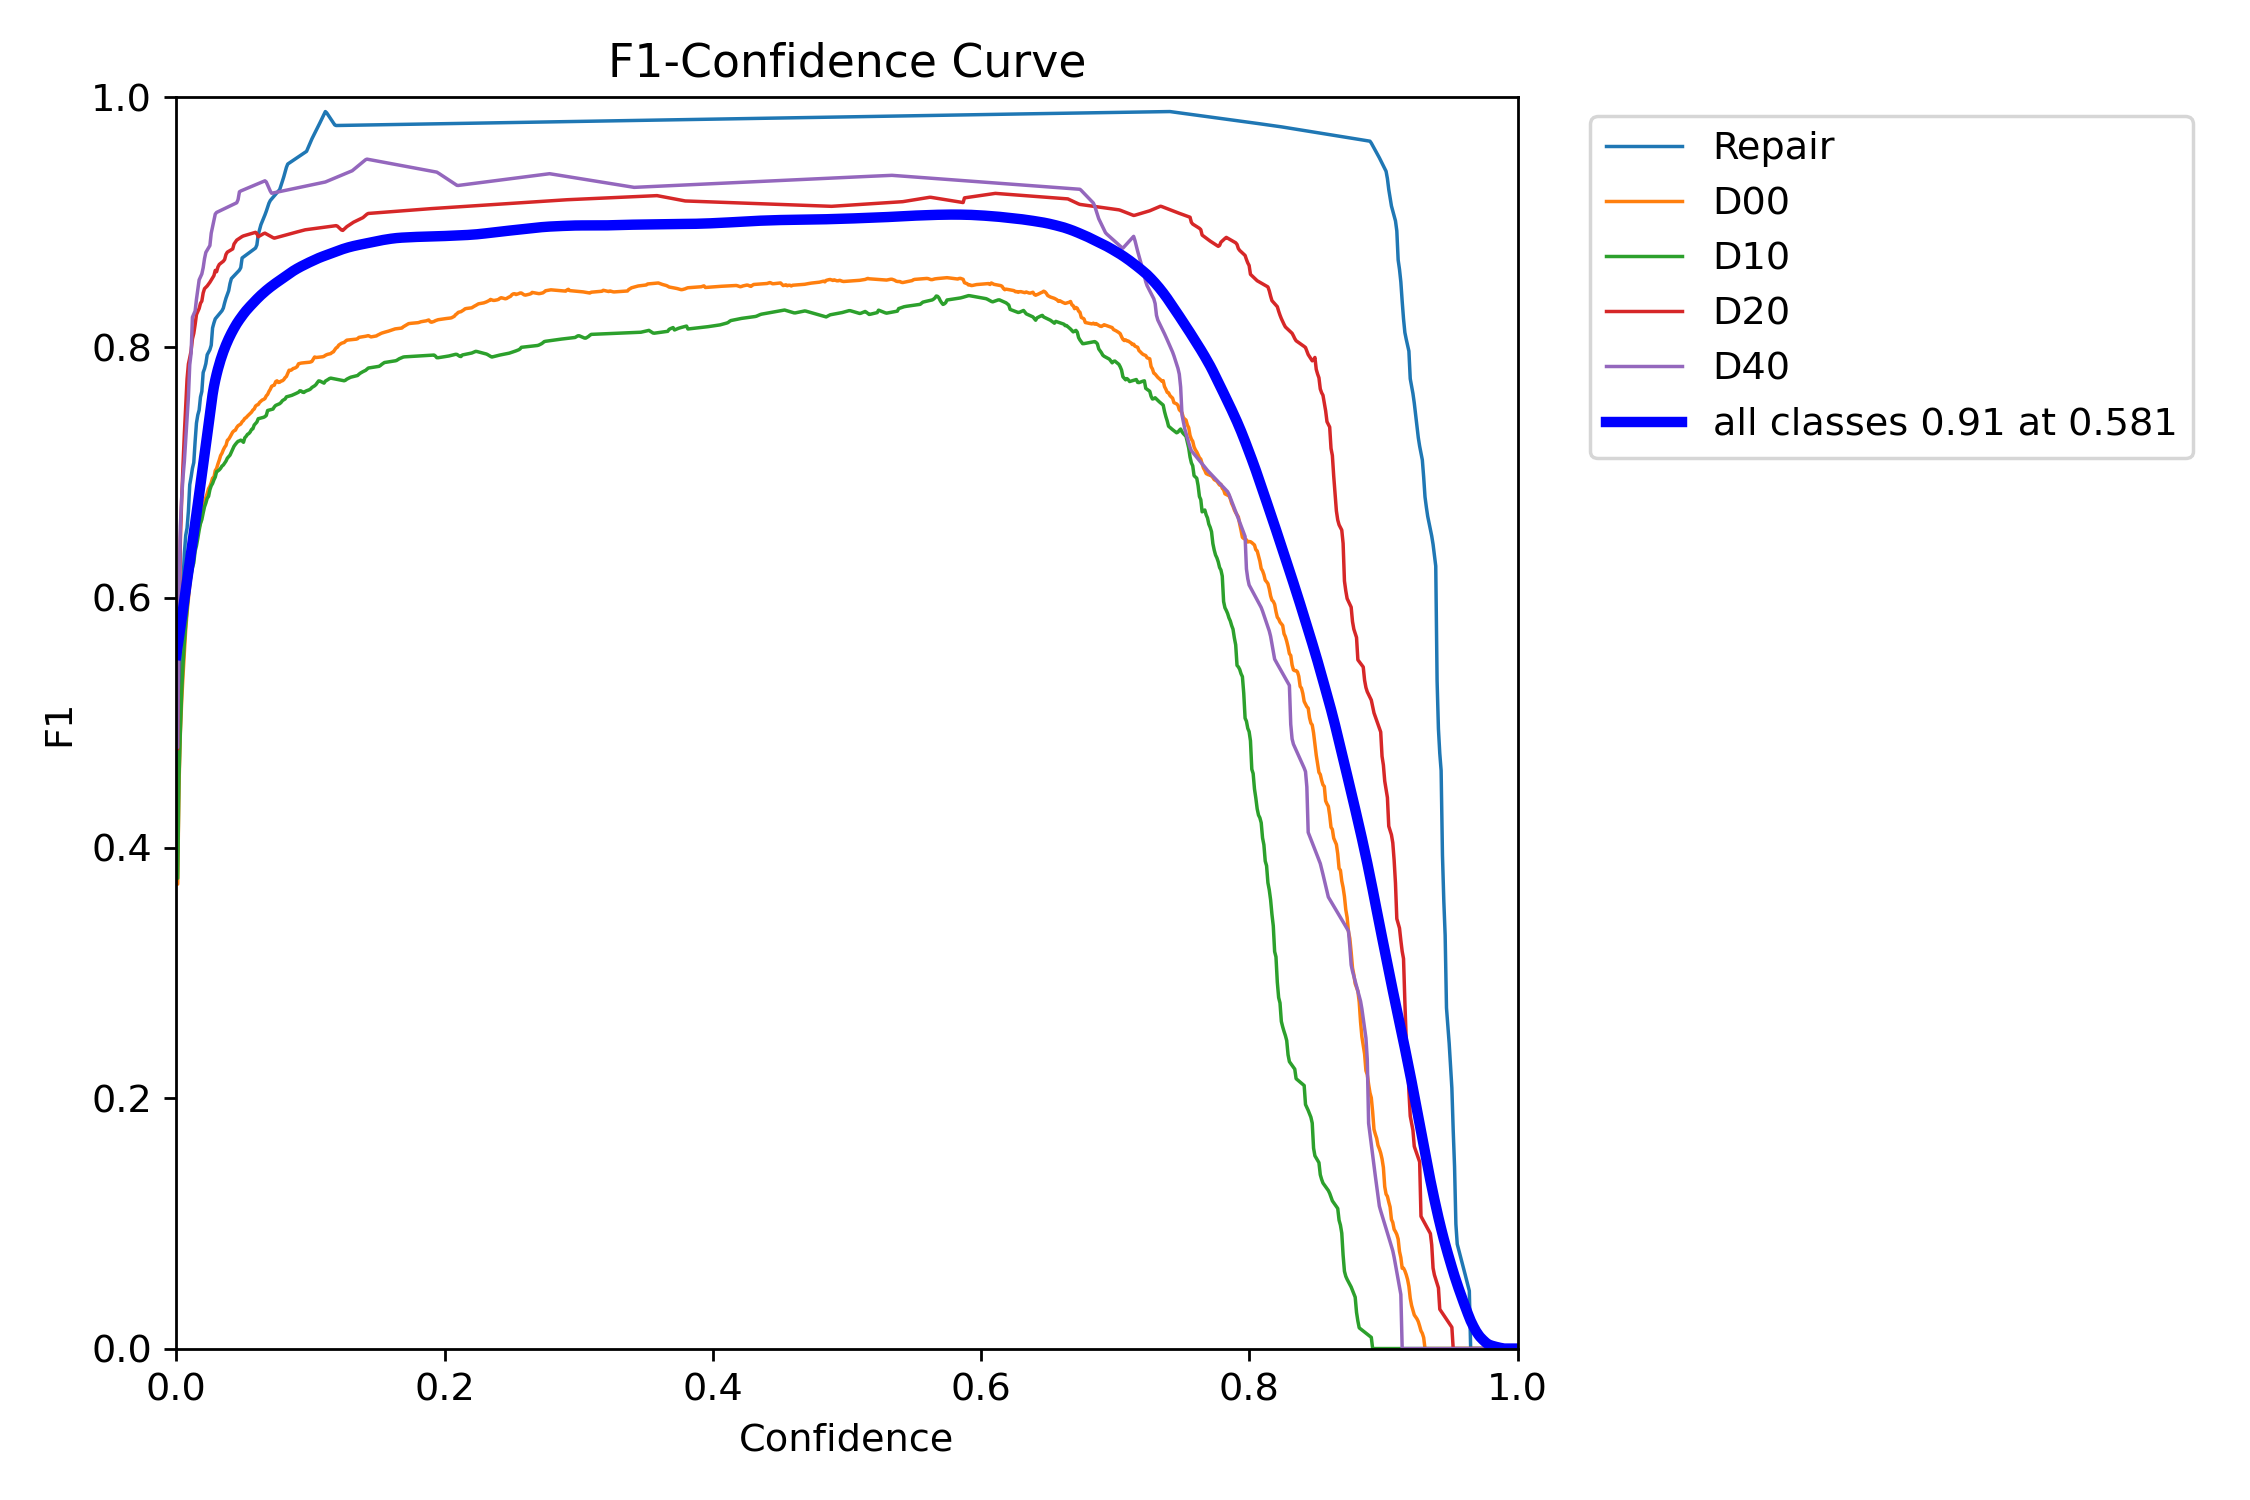 F1-Confidence Curve
1.0
0.8
0.6
0.4
0.2
0.0
F1
0.0 0.2 0.4 0.6 0.8 1.0
Confidence
Repair
D00
D10
D20
D40
all classes 0.91 at 0.581